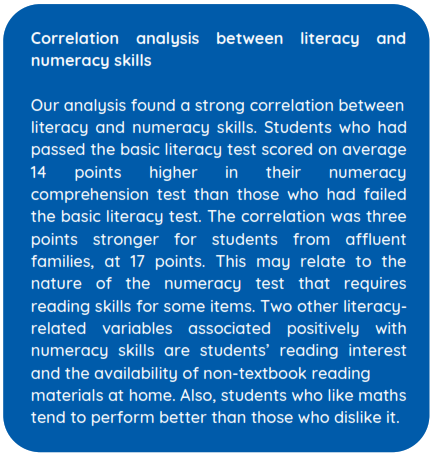 Correlation analysis between literacy and
numeracy skills
Our analysis found a strong correlation between
literacy and numeracy skills. Students who had
passed the basic literacy test scored on average
14 points higher in their numeracy
comprehension test than those who had failed
the basic literacy test. The correlation was three
points stronger for students from affluent
families, at 17 points. This may relate to the
nature of the numeracy test that requires
reading skills for some items. Two other literacy-
related variables associated positively with
numeracy skills are students’ reading interest
and the availability of non-textbook reading
materials at home. Also, students who like maths
tend to perform better than those who dislike it.